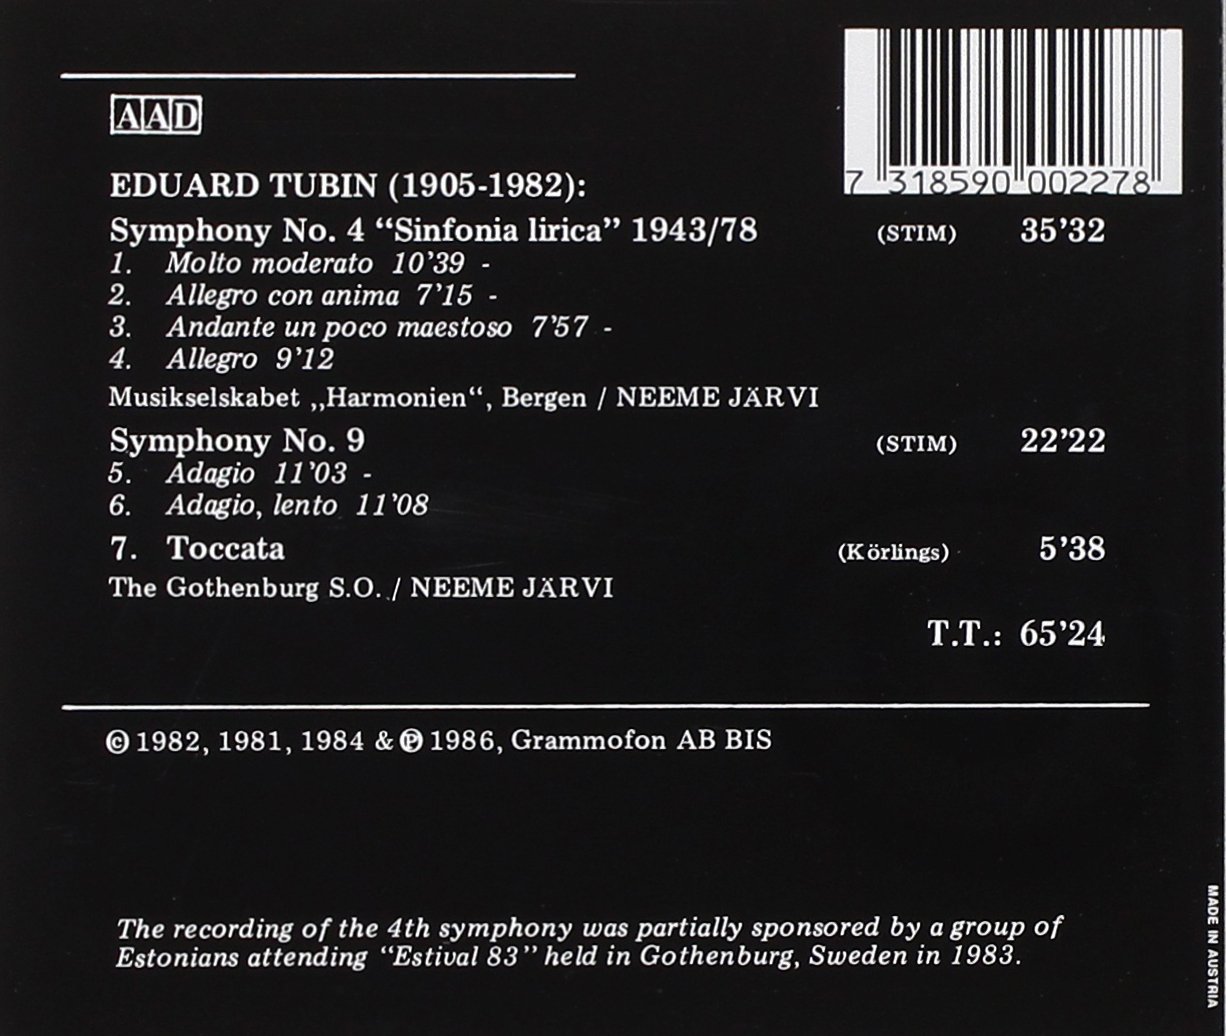 7 318590 002278
AAD
EDUARD TUBIN (1905-1982):
Symphony No. 4 “Sinfonia lirica” 1943/78 (STIM) 35’32
1. Molto moderato 10’39 -
2. Allegro con anima 7’15 -
3. Andante un poco maestoso 7’57 -
4. Allegro 9’12
Musikselskabet „Harmonien“, Bergen / NEEME JÄRVI
Symphony No. 9 (STIM) 22’22
5. Adagio 11’03 -
6. Adagio, lento 11’08
7. Toccata (Körlings) 5’38
The Gothenburg S.O. / NEEME JÄRVI
T.T.: 65’24
© 1982, 1981, 1984 & ℗ 1986, Grammofon AB BIS
The recording of the 4th symphony was partially sponsored by a group of
Estonians attending “Estival 83” held in Gothenburg, Sweden in 1983.
MADE IN AUSTRIA